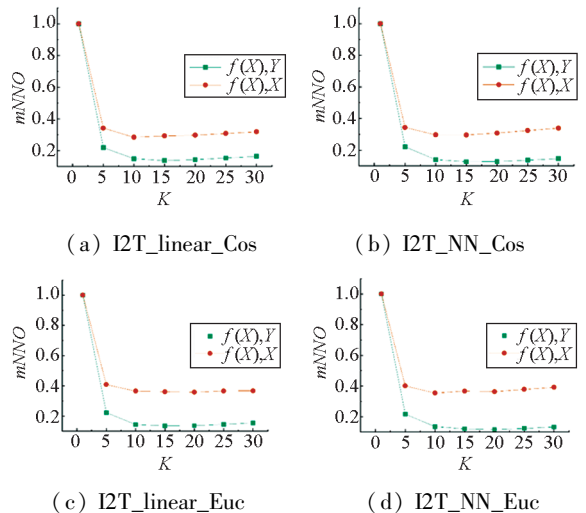 1.0
0.8
0.6
0.4
0.2
mNNO
f(X),Y
f(X),X
0 5 10 15 20 25 30
K
(a) I2T_linear_Cos
1.0
0.8
0.6
0.4
0.2
mNNO
f(X),Y
f(X),X
0 5 10 15 20 25 30
K
(b) I2T_NN_Cos
1.0
0.8
0.6
0.4
0.2
mNNO
f(X),Y
f(X),X
0 5 10 15 20 25 30
K
(c) I2T_linear_Euc
1.0
0.8
0.6
0.4
0.2
mNNO
f(X),Y
f(X),X
0 5 10 15 20 25 30
K
(d) I2T_NN_Euc